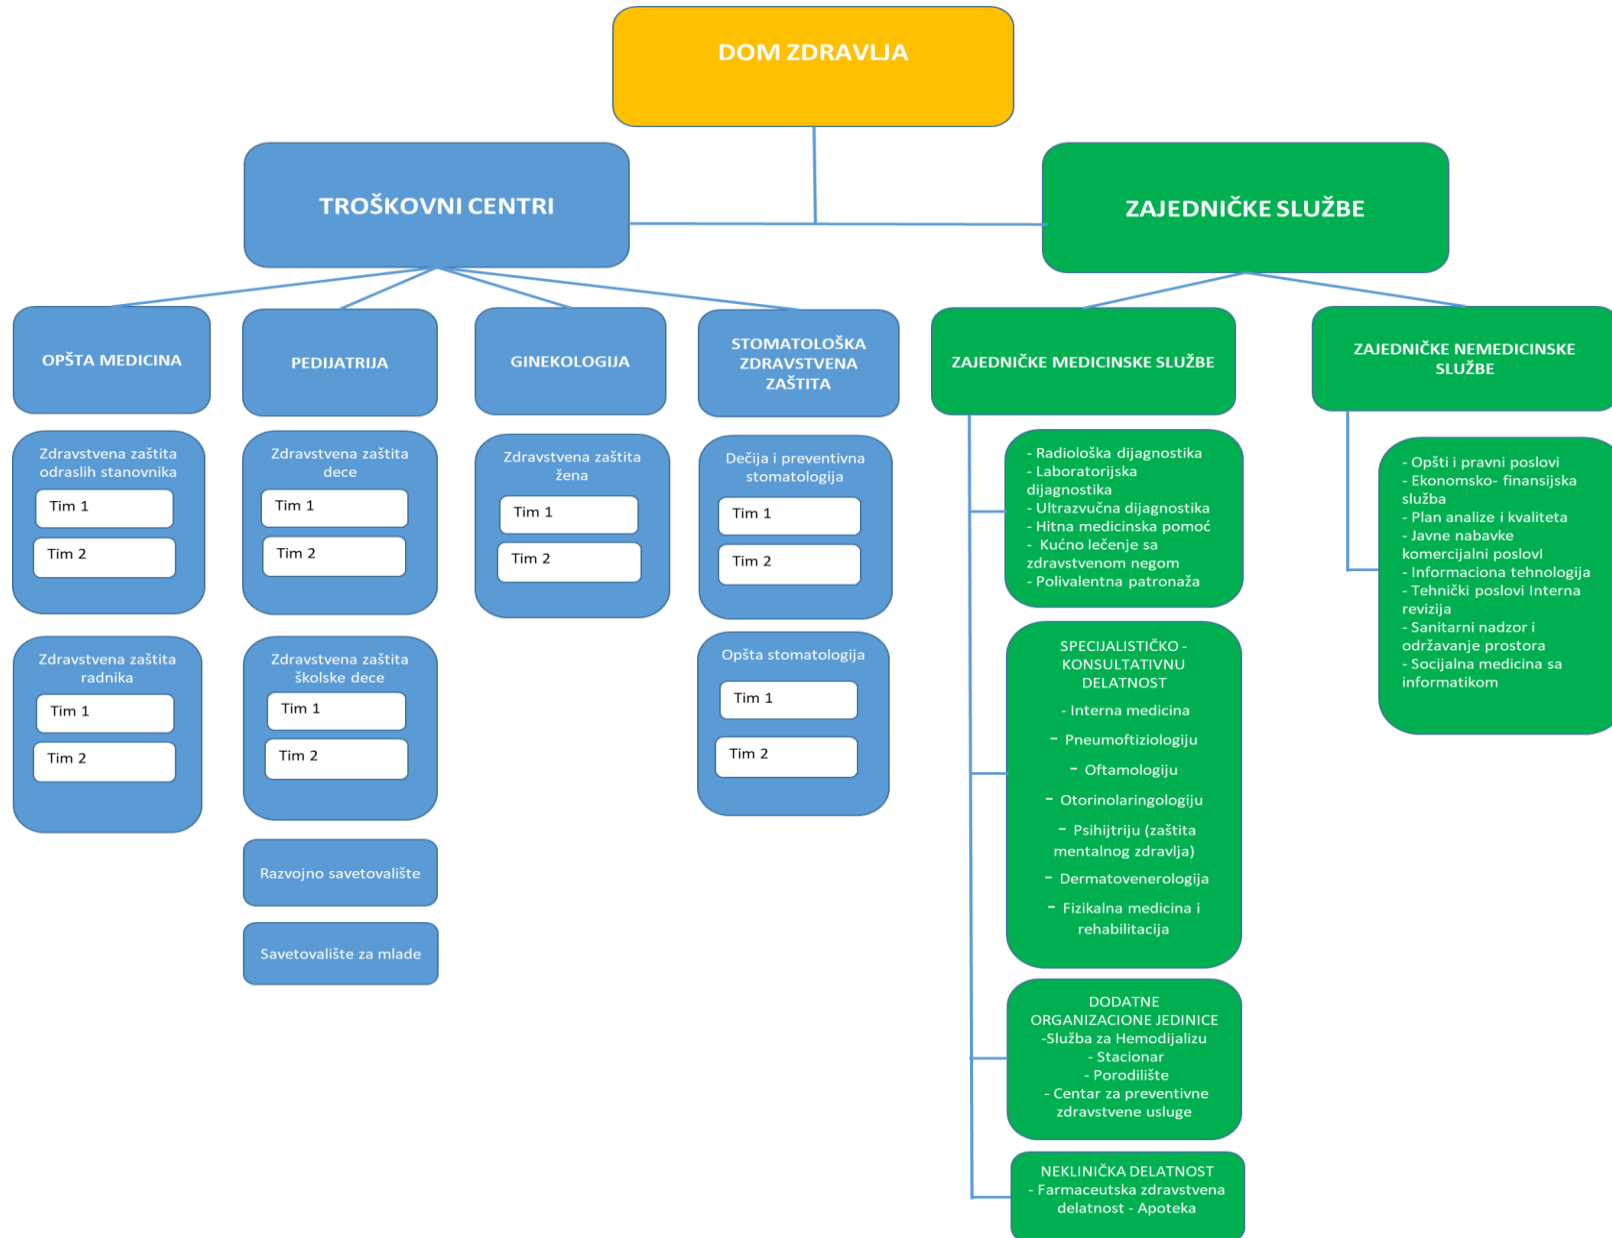 DOM ZDRAVLJA
TROŠKOVNI CENTRI
ZAJEDNIČKE SLUŽBE
OPŠTA MEDICINA
PEDIJATRIJA
GINEKOLOGIJA
STOMATOLOŠKA
ZDRAVSTVENA
ZAŠTITA
ZAJEDNIČKE MEDICINSKE SLUŽBE
ZAJEDNIČKE NEMEDICINSKE
SLUŽBE
Zdravstvena zaštita
odraslih stanovnika
Tim 1
Tim 2
Zdravstvena zaštita
radnika
Tim 1
Tim 2
Zdravstvena zaštita
dece
Tim 1
Tim 2
Zdravstvena zaštita
školske dece
Tim 1
Tim 2
Razvojno savetovalište
Savetovalište za mlade
Zdravstvena zaštita
žena
Tim 1
Tim 2
Dečija i preventivna
stomatologija
Tim 1
Tim 2
Opšta stomatologija
Tim 1
Tim 2
- Radiološka dijagnostika
- Laboratorijska
dijagnostika
- Ultrazvučna dijagnostika
- Hitna medicinska pomoć
- Kućno lečenje sa
zdravstvenom negom
- Polivalentna patronaža
SPECIJALISTIČKO -
KONSULTATIVNU
DELATNOST
- Interna medicina
- Pneumoftiziologiju
- Oftamologiju
- Otorinolaringologiju
- Psihijtriju (zaštita
mentalnog zdravlja)
- Dermatovenerologija
- Fizikalna medicina i
rehabilitacija
DODATNE
ORGANIZACIONE JEDINICE
-Služba za Hemodijalizu
- Stacionar
- Porodilište
- Centar za preventivne
zdravstvene usluge
NEKLINIČKA DELATNOST
- Farmaceutska zdravstvena
delatnost - Apoteka
- Opšti i pravni poslovi
- Ekonomsko- finansijska
služba
- Plan analize i kvaliteta
- Javne nabavke
komercijalni poslovI
- Informaciona tehnologija
- Tehnički poslovi Interna
revizija
- Sanitarni nadzor i
održavanje prostora
- Socijalna medicina sa
informatikom